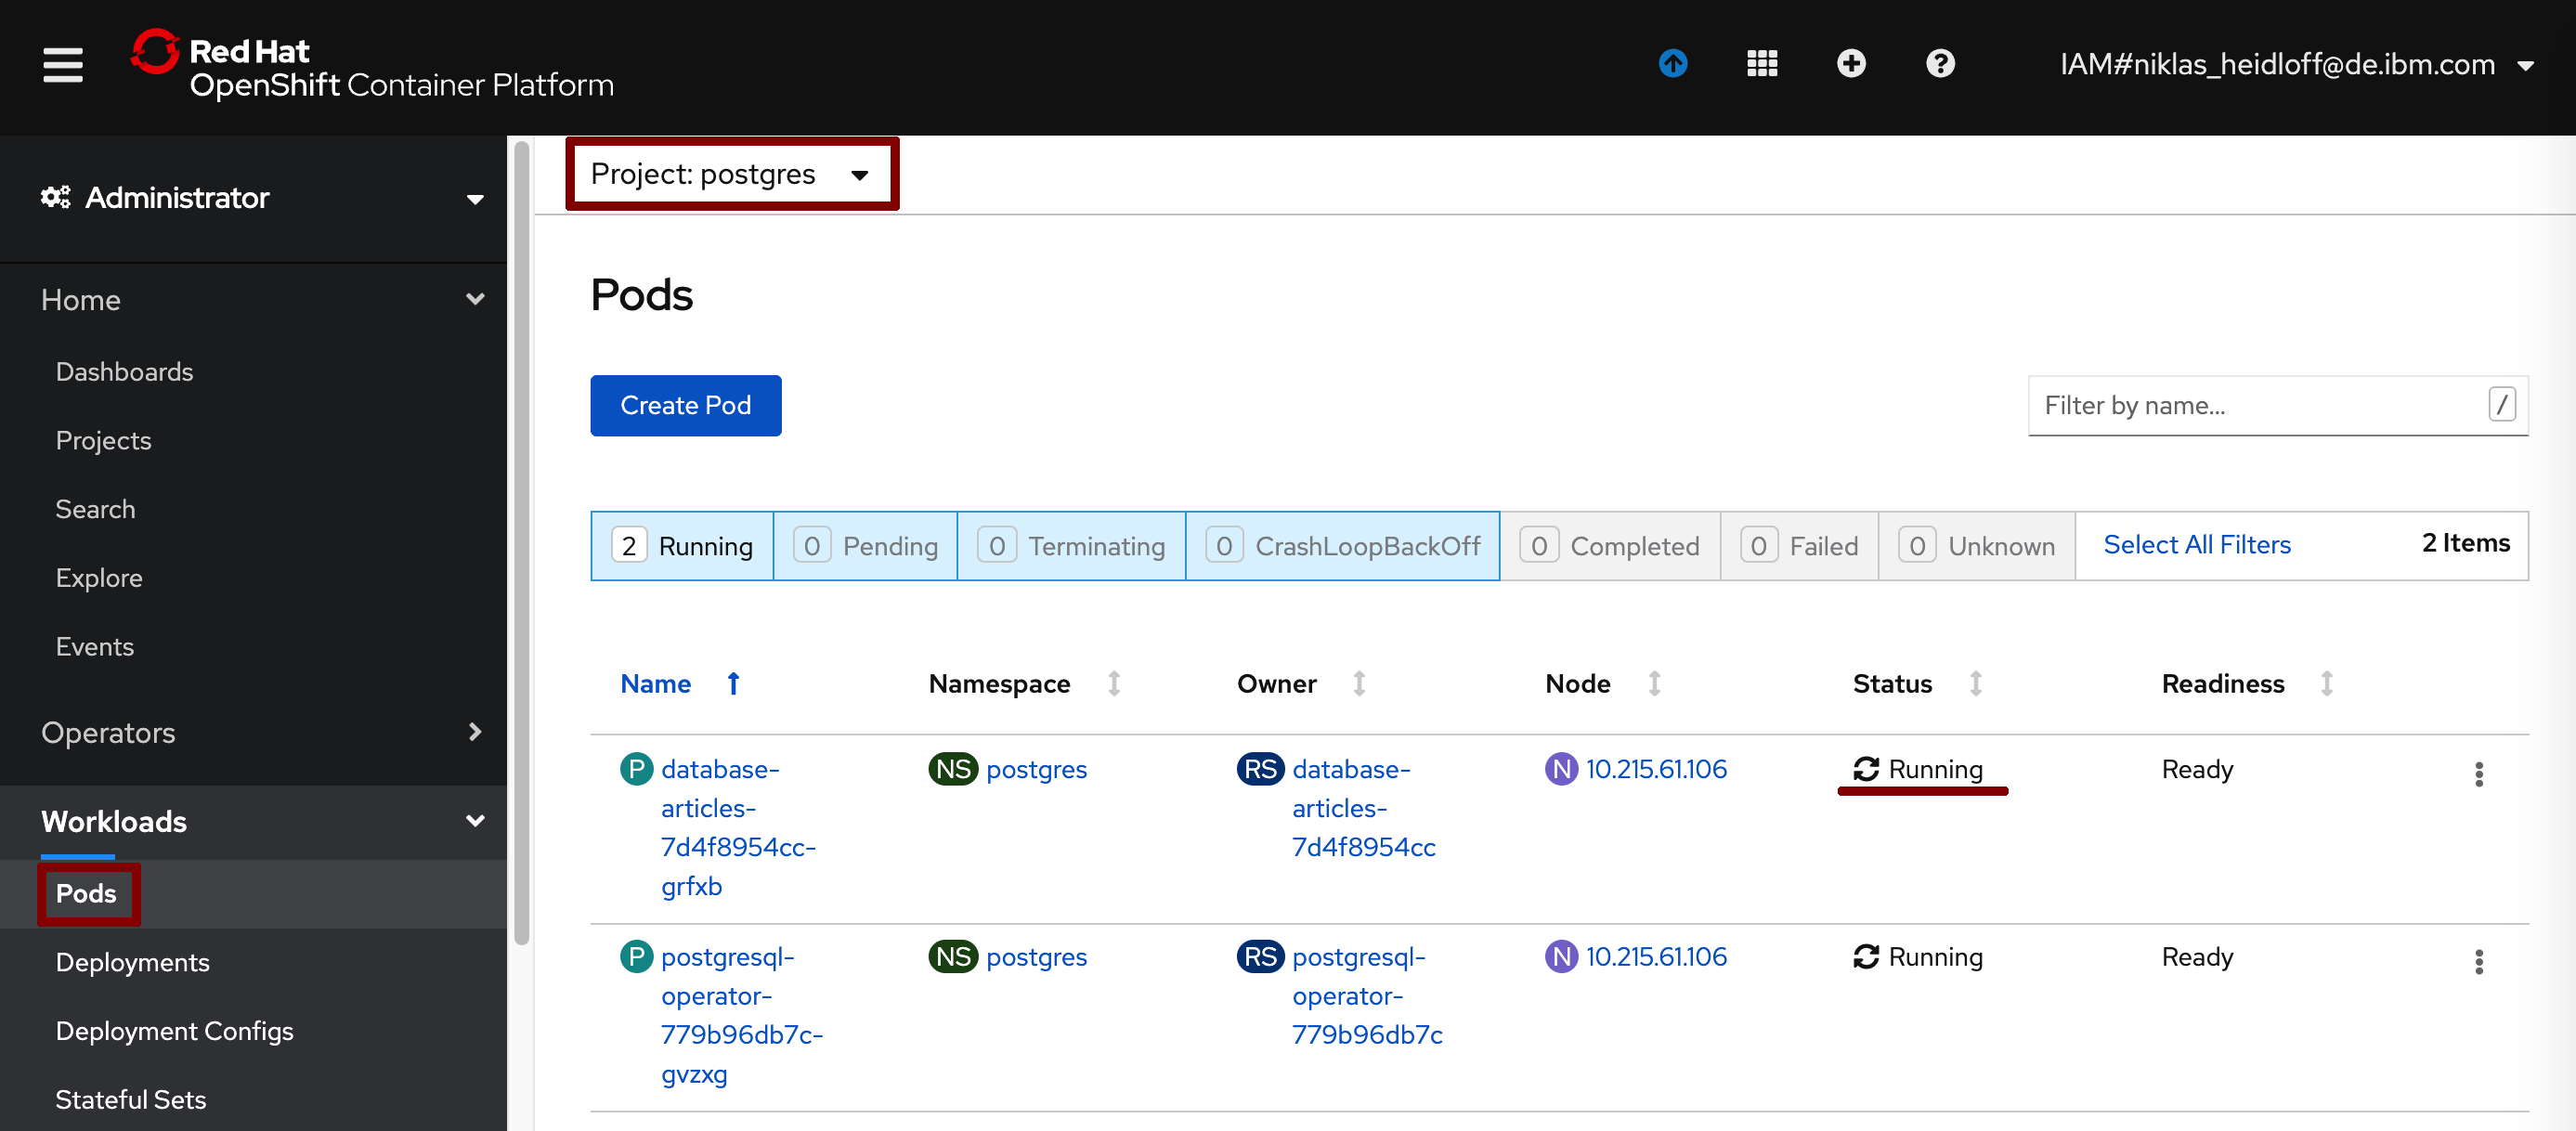 Red Hat
OpenShift Container Platform
IAM#niklas_heidloff@de.ibm.com
Administrator
Home
Dashboards
Projects
Search
Explore
Events
Operators
Workloads
Pods
Deployments
Deployment Configs
Stateful Sets
Project: postgres
Pods
Create Pod
Filter by name...
/
2 Running
0 Pending
0 Terminating
0 CrashLoopBackOff
0 Completed
0 Failed
0 Unknown
Select All Filters
2 Items
Name
Namespace
Owner
Node
Status
Readiness
P database-
articles-
7d4f8954cc-
grfxb
NS postgres
RS database-
articles-
7d4f8954cc
N 10.215.61.106
Running
Ready
P postgresql-
operator-
779b96db7c-
gvzxg
NS postgres
RS postgresql-
operator-
779b96db7c
N 10.215.61.106
Running
Ready